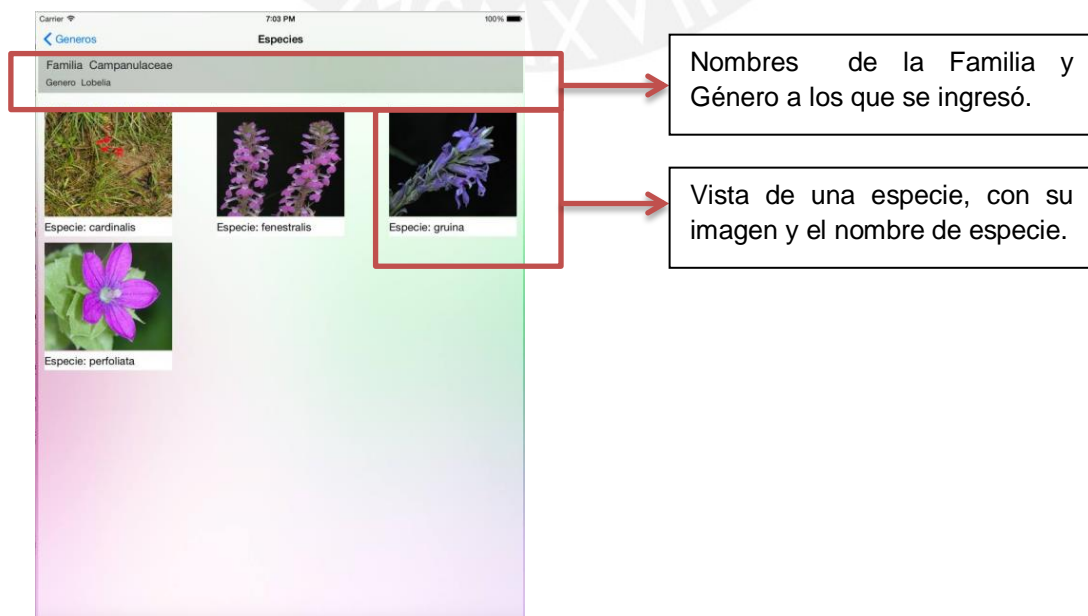 Carrier 7:03 PM 100%
Generos Especies
Familia Campanulaceae
Genero Lobelia
Especie: cardinalis Especie: fenestralis Especie: gruina
Especie: perfoliata
Nombres de la Familia y
Género a los que se ingresó.
Vista de una especie, con su
imagen y el nombre de especie.